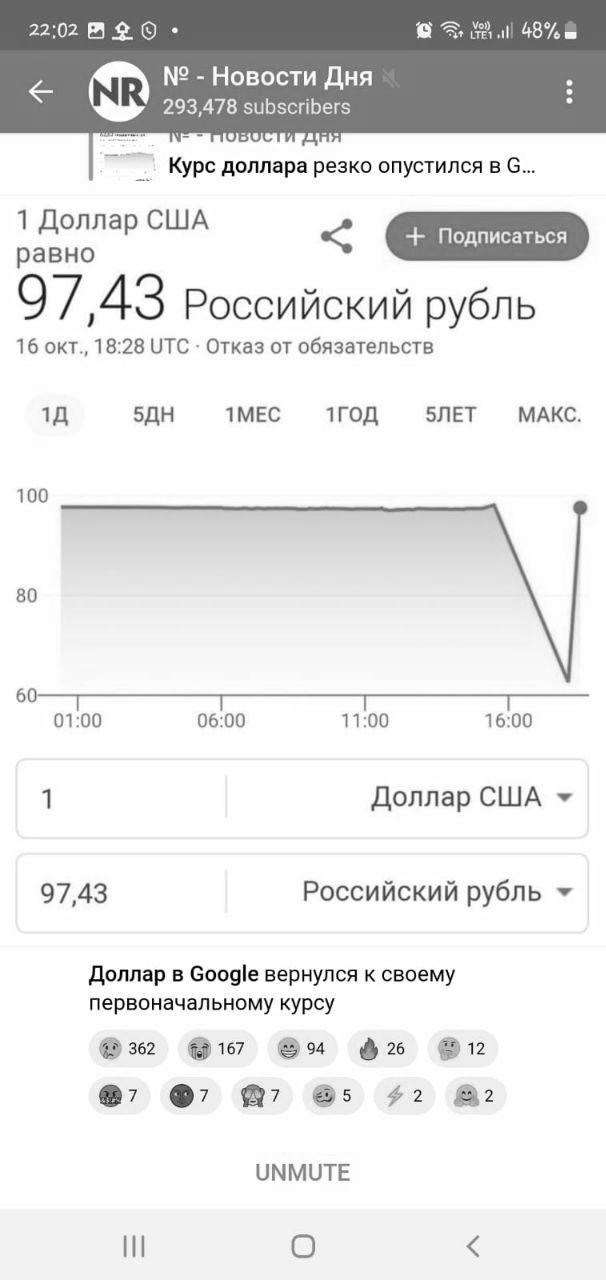 22:02 Vo)) LTE1 48%
NR № - Новости Дня
293,478 subscribers
№ - Новости Дня
Курс доллара резко опустился в G...
1 Доллар США
равно
+ Подписаться
97,43 Российский рубль
16 окт., 18:28 UTC · Отказ от обязательств
1Д 5ДН 1МЕС 1ГОД 5ЛЕТ МАКС.
100
80
60
01:00 06:00 11:00 16:00
1 Доллар США
97,43 Российский рубль
Доллар в Google вернулся к своему
первоначальному курсу
362 167 94 26 12
7 7 7 5 2 2
UNMUTE